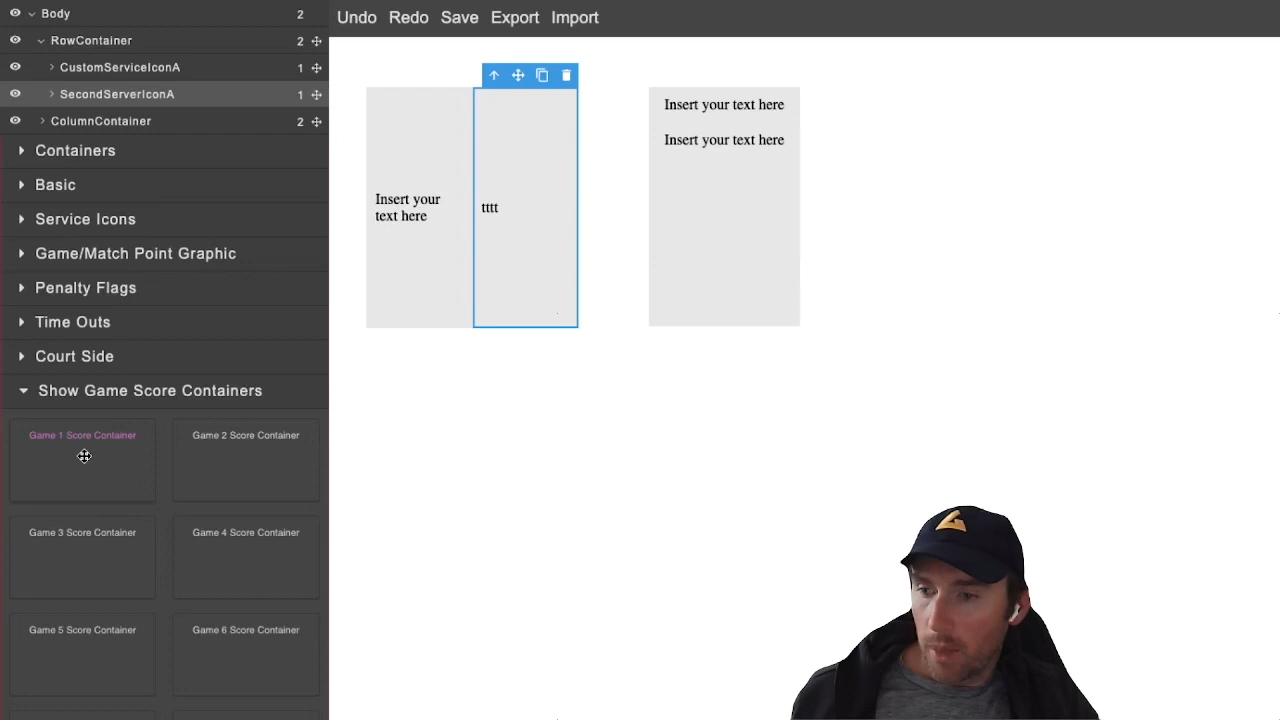 Body 2
RowContainer 2
CustomServiceIconA 1
SecondServerIconA 1
ColumnContainer 2
Containers
Basic
Service Icons
Game/Match Point Graphic
Penalty Flags
Time Outs
Court Side
Show Game Score Containers
Game 1 Score Container
Game 2 Score Container
Game 3 Score Container
Game 4 Score Container
Game 5 Score Container
Game 6 Score Container
Undo Redo Save Export Import
Insert your
text here
tttt
Insert your text here
Insert your text here